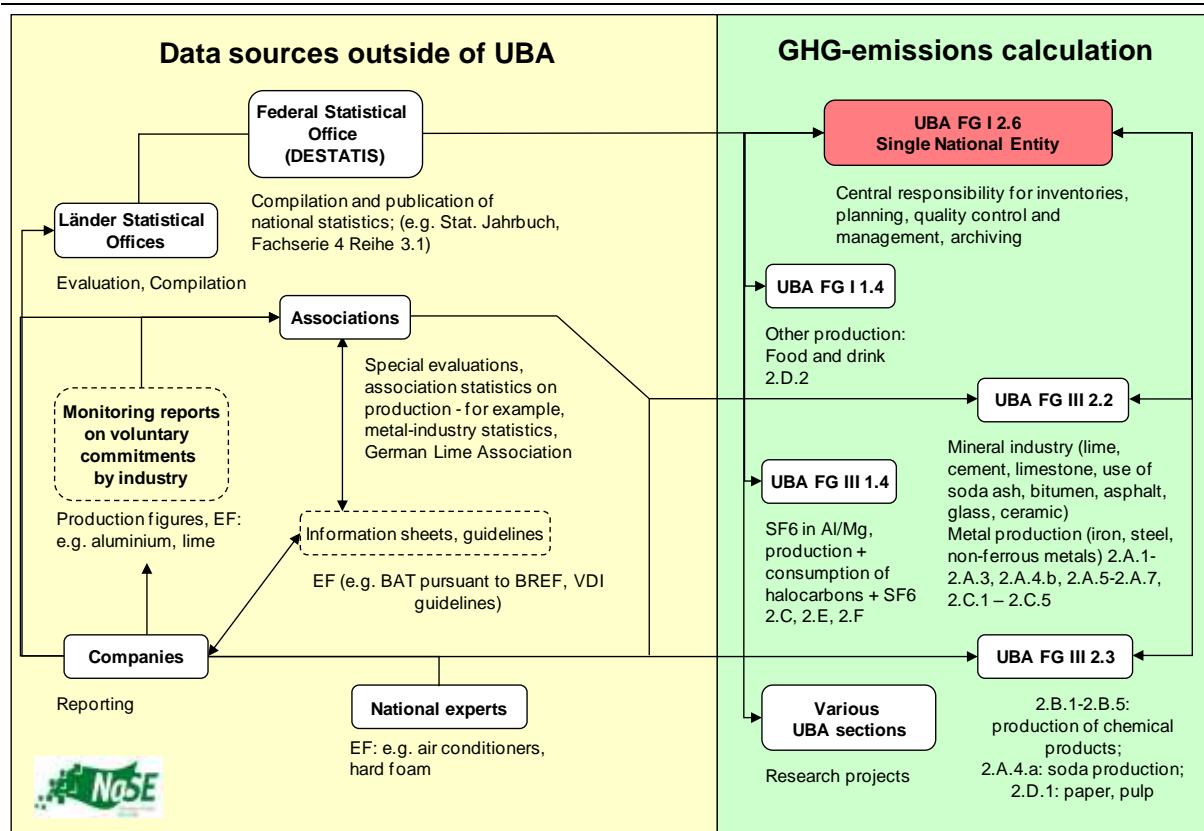 Data sources outside of UBA
Federal Statistical
Office
(DESTATIS)
Compilation and publication of
national statistics; (e.g. Stat. Jahrbuch,
Fachserie 4 Reihe 3.1)
Länder Statistical
Offices
Evaluation, Compilation
Associations
Special evaluations,
association statistics on
production - for example,
metal-industry statistics,
German Lime Association
Monitoring reports
on voluntary
commitments
by industry
Production figures, EF:
e.g. aluminium, lime
Information sheets, guidelines
EF (e.g. BAT pursuant to BREF, VDI
guidelines)
Companies
Reporting
National experts
EF: e.g. air conditioners,
hard foam
NaSE
GHG-emissions calculation
UBA FG I 2.6
Single National Entity
Central responsibility for inventories,
planning, quality control and
management, archiving
UBA FG I 1.4
Other production:
Food and drink
2.D.2
UBA FG III 2.2
Mineral industry (lime,
cement, limestone, use of
soda ash, bitumen, asphalt,
glass, ceramic)
Metal production (iron, steel,
non-ferrous metals) 2.A.1-
2.A.3, 2.A.4.b, 2.A.5-2.A.7,
2.C.1 – 2.C.5
UBA FG III 1.4
SF6 in Al/Mg,
production +
consumption of
halocarbons + SF6
2.C, 2.E, 2.F
UBA FG III 2.3
2.B.1-2.B.5:
production of chemical
products;
2.A.4.a: soda production;
2.D.1: paper, pulp
Various
UBA sections
Research projects